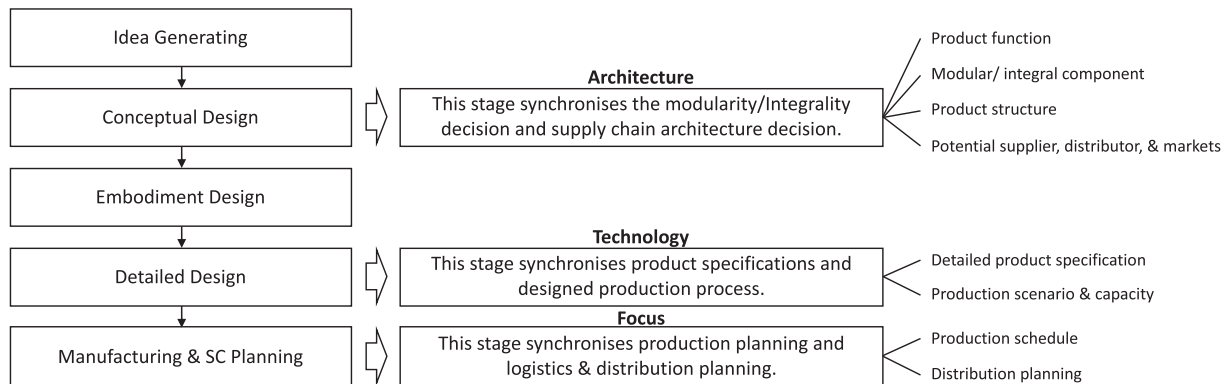 Idea Generating
Conceptual Design
Embodiment Design
Detailed Design
Manufacturing & SC Planning
Architecture
This stage synchronises the modularity/Integrality
decision and supply chain architecture decision.
Product function
Modular/ integral component
Product structure
Potential supplier, distributor, & markets
Technology
This stage synchronises product specifications and
designed production process.
Detailed product specification
Production scenario & capacity
Focus
This stage synchronises production planning and
logistics & distribution planning.
Production schedule
Distribution planning